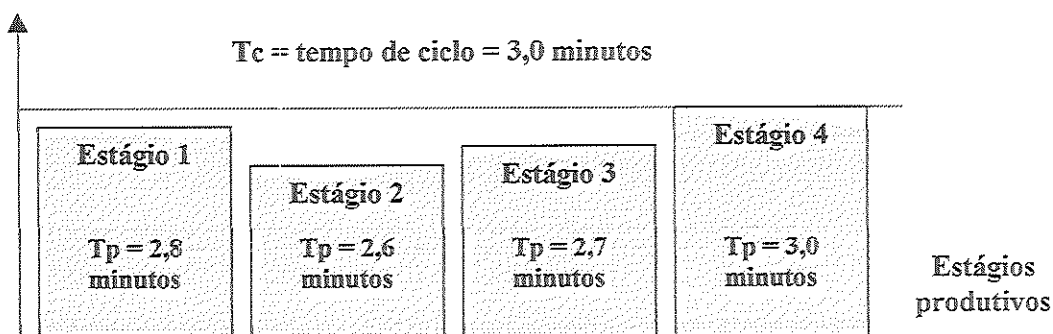 Tc = tempo de ciclo = 3,0 minutos
Estágio 1
Tp = 2,8
minutos
Estágio 2
Tp = 2,6
minutos
Estágio 3
Tp = 2,7
minutos
Estágio 4
Tp = 3,0
minutos
Estágios
produtivos